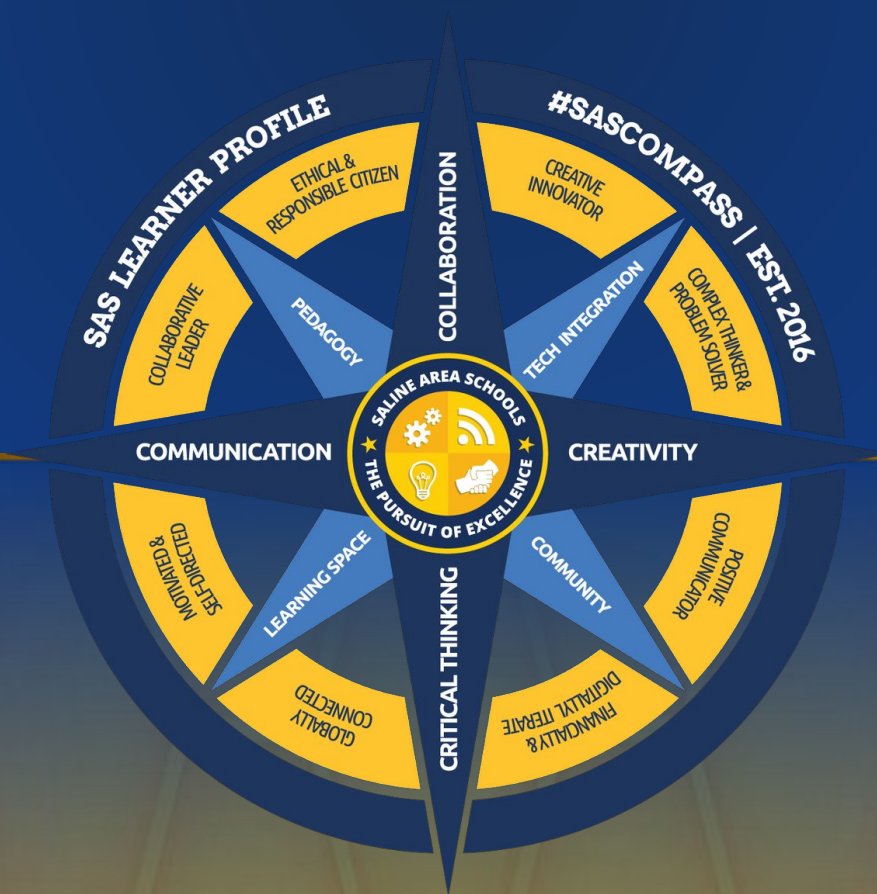 SAS LEARNER PROFILE
#SASCOMPASS | EST. 2016
ETHICAL &
RESPONSIBLE CITIZEN
CREATIVE
INNOVATOR
COLLABORATIVE
LEADER
COMPLEX THINKER &
PROBLEM SOLVER
COLLABORATION
PEDAGOGY
TECH INTEGRATION
COMMUNICATION
SALINE AREA SCHOOLS
THE PURSUIT OF EXCELLENCE
CREATIVITY
MOTIVATED &
SELF-DIRECTED
LEARNING SPACE
CRITICAL THINKING
COMMUNITY
POSITIVE
COMMUNICATOR
GLOBALLY
CONNECTED
FINANCIALLY &
DIGITALLYL ITERATE